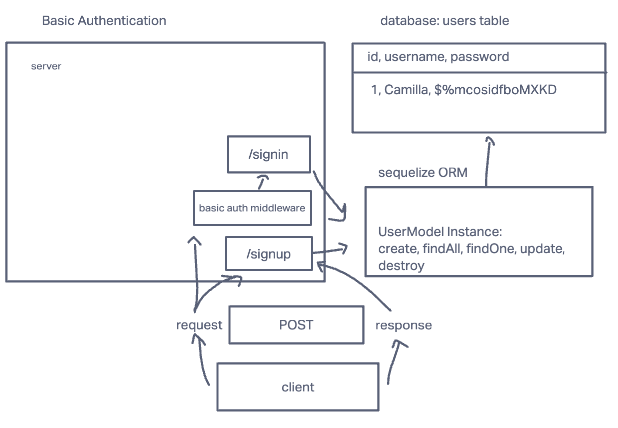 Basic Authentication
database: users table
server
id, username, password
1, Camilla, $%mcosidfboMXKD
/signin
sequelize ORM
basic auth middleware
UserModel Instance:
create, findAll, findOne, update,
destroy
/signup
request
POST
response
client